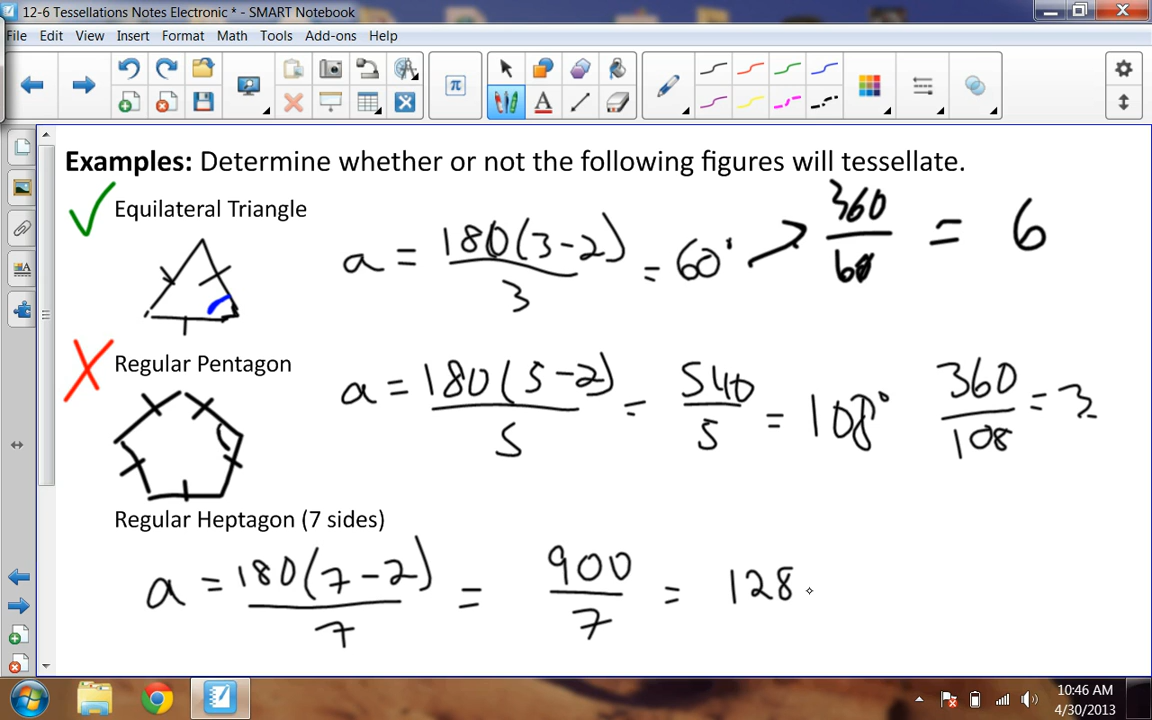 12-6 Tessellations Notes Electronic * - SMART Notebook
File Edit View Insert Format Math Tools Add-ons Help
π
A
Examples: Determine whether or not the following figures will tessellate.
Equilateral Triangle
a = 180(3-2)/3 = 60° → 360/60 = 6
Regular Pentagon
a = 180(5-2)/5 = 540/5 = 108° 360/108 = 3.
Regular Heptagon (7 sides)
a = 180(7-2)/7 = 900/7 = 128
10:46 AM
4/30/2013